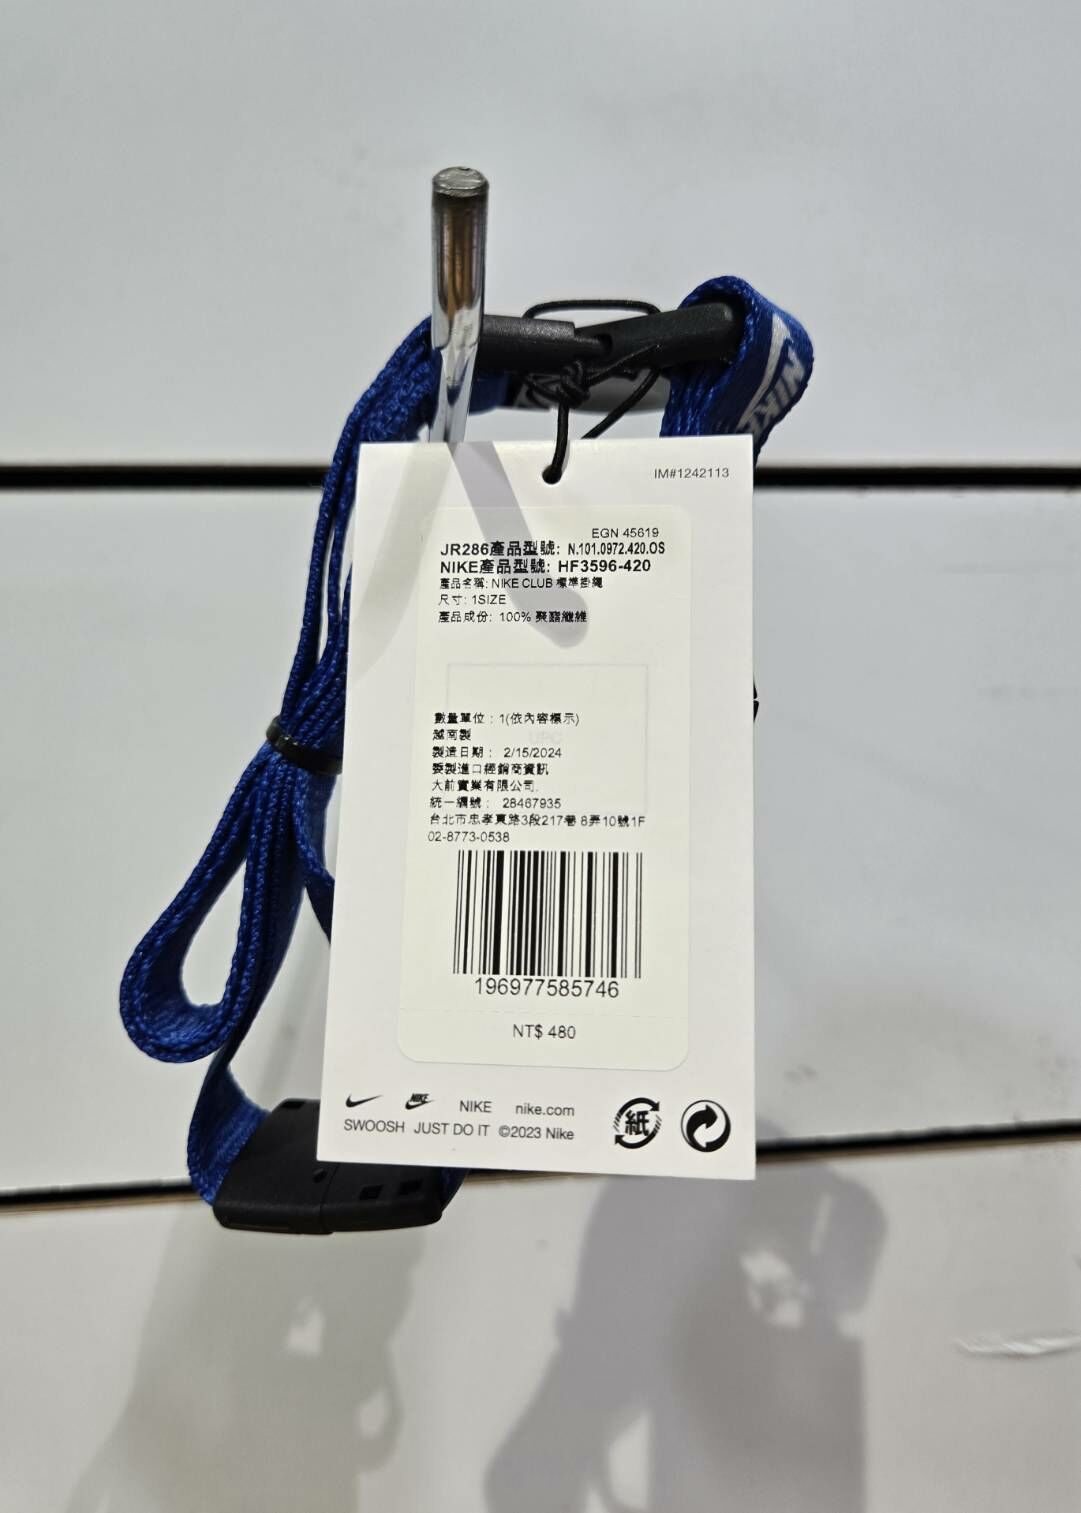 NIKE
IM#1242113
EGN 45619
JR286產品型號: N.101.0972.420.OS
NIKE產品型號: HF3596-420
產品名稱: NIKE CLUB 標準掛繩
尺寸: 1SIZE
產品成份: 100% 聚酯纖維
數量單位：1(依內容標示)
UPC
越南製
製造日期： 2/15/2024
委製進口經銷商資訊
大前實業有限公司.
統一編號： 28467935
台北市忠孝東路3段217巷 8弄10號1F
02-8773-0538
196977585746
NT$ 480
NIKE NIKE nike.com
SWOOSH JUST DO IT ©2023 Nike
紙